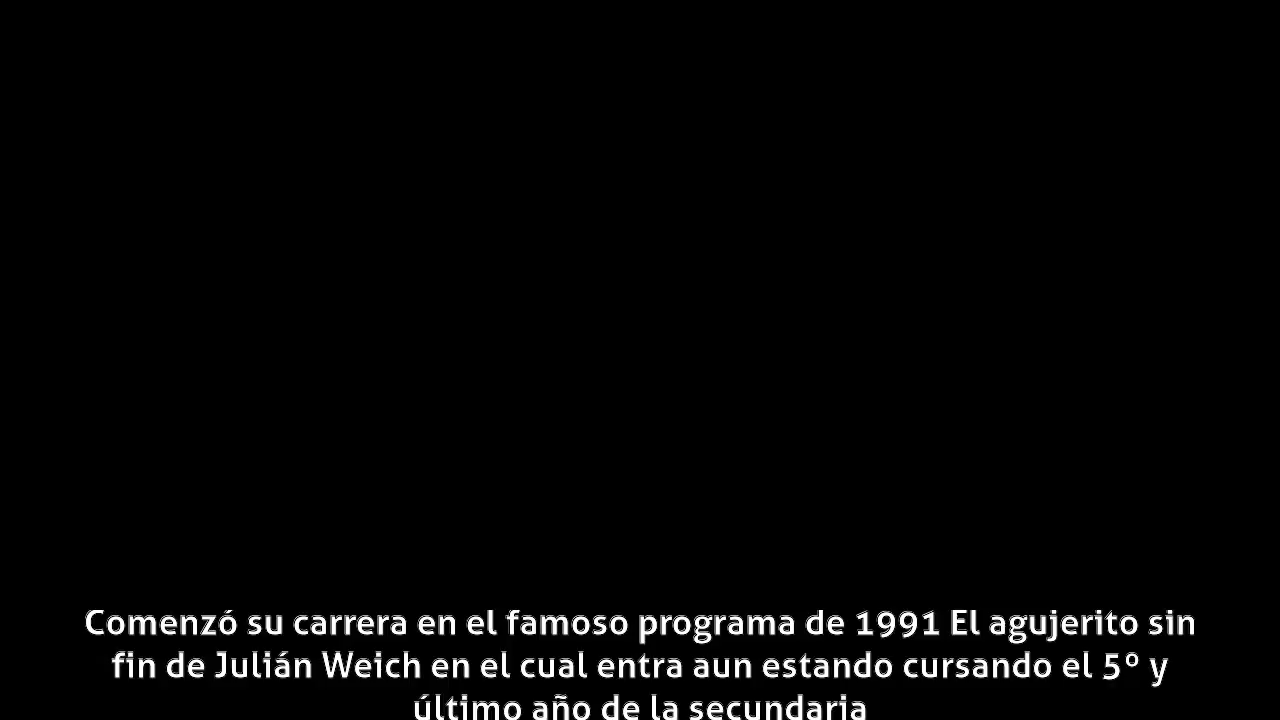 Comenzó su carrera en el famoso programa de 1991 El agujerito sin
fin de Julián Weich en el cual entra aun estando cursando el 5º y
último año de la secundaria